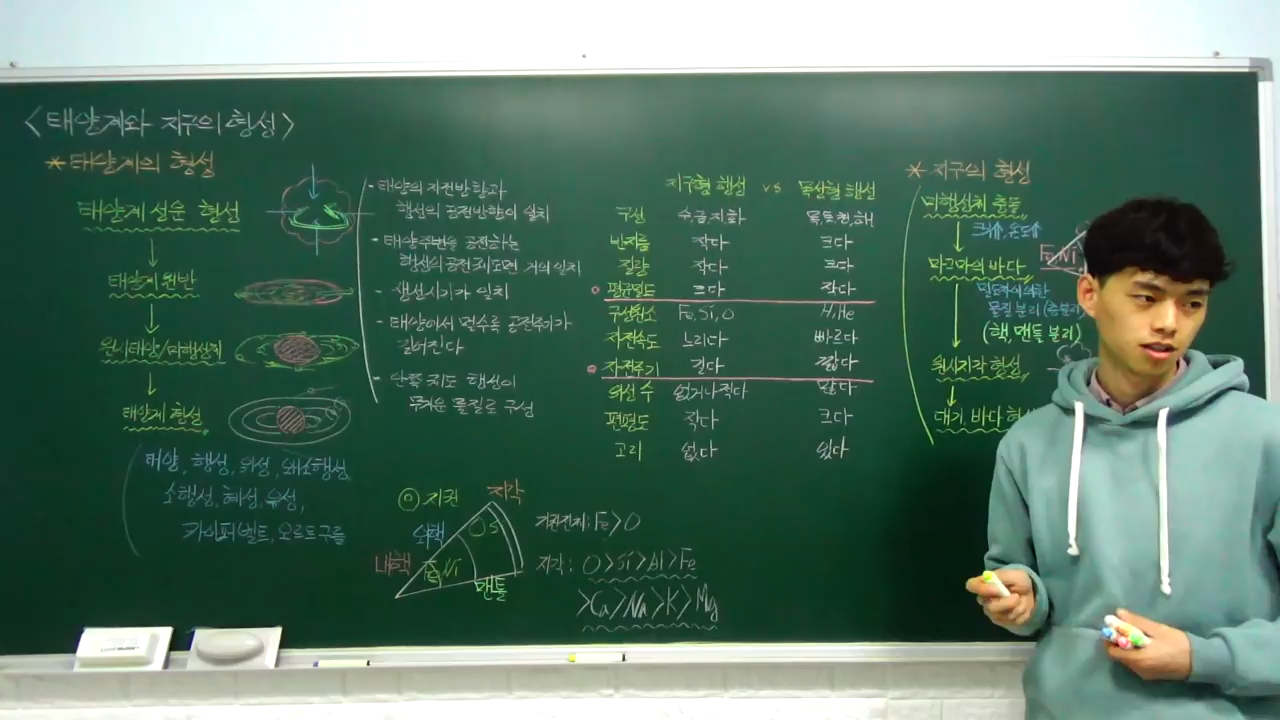 <태양계와 지구의 형성>
* 태양계의 형성
태양계 성운 형성
태양계 원반
원시태양/미행성체
태양계 형성
태양, 행성, 위성, 왜소행성,
소행성, 혜성, 유성,
카이퍼벨트, 오르트구름
- 태양의 자전방향과
행성의 공전방향이 일치
- 태양주변을 공전하는
행성의 공전궤도면 거의 일치
- 생성시기가 일치
- 태양에서 멀수록 공전주기가
길어진다
- 안쪽 궤도 행성이
무거운 물질로 구성
지구형 행성 vs 목성형 행성
구성 수금지화 목토천해
반지름 작다 크다
질량 작다 크다
평균밀도 크다 작다
구성원소 Fe, Si, O H, He
자전속도 느리다 빠르다
자전주기 길다 짧다
위성 수 없거나 적다 많다
편평도 작다 크다
고리 없다 있다
◎ 지권
지각
외핵
내핵
맨틀
O Si
Fe Ni
지권전체: Fe>O
지각: O>Si>Al>Fe
>Ca>Na>K>Mg
* 지구의 형성
미행성체 충돌
크기↑, 온도↑
마그마의 바다
Fe, Ni
밀도차에 의한
물질 분리
(핵, 맨틀 분리)
원시지각 형성
대기, 바다